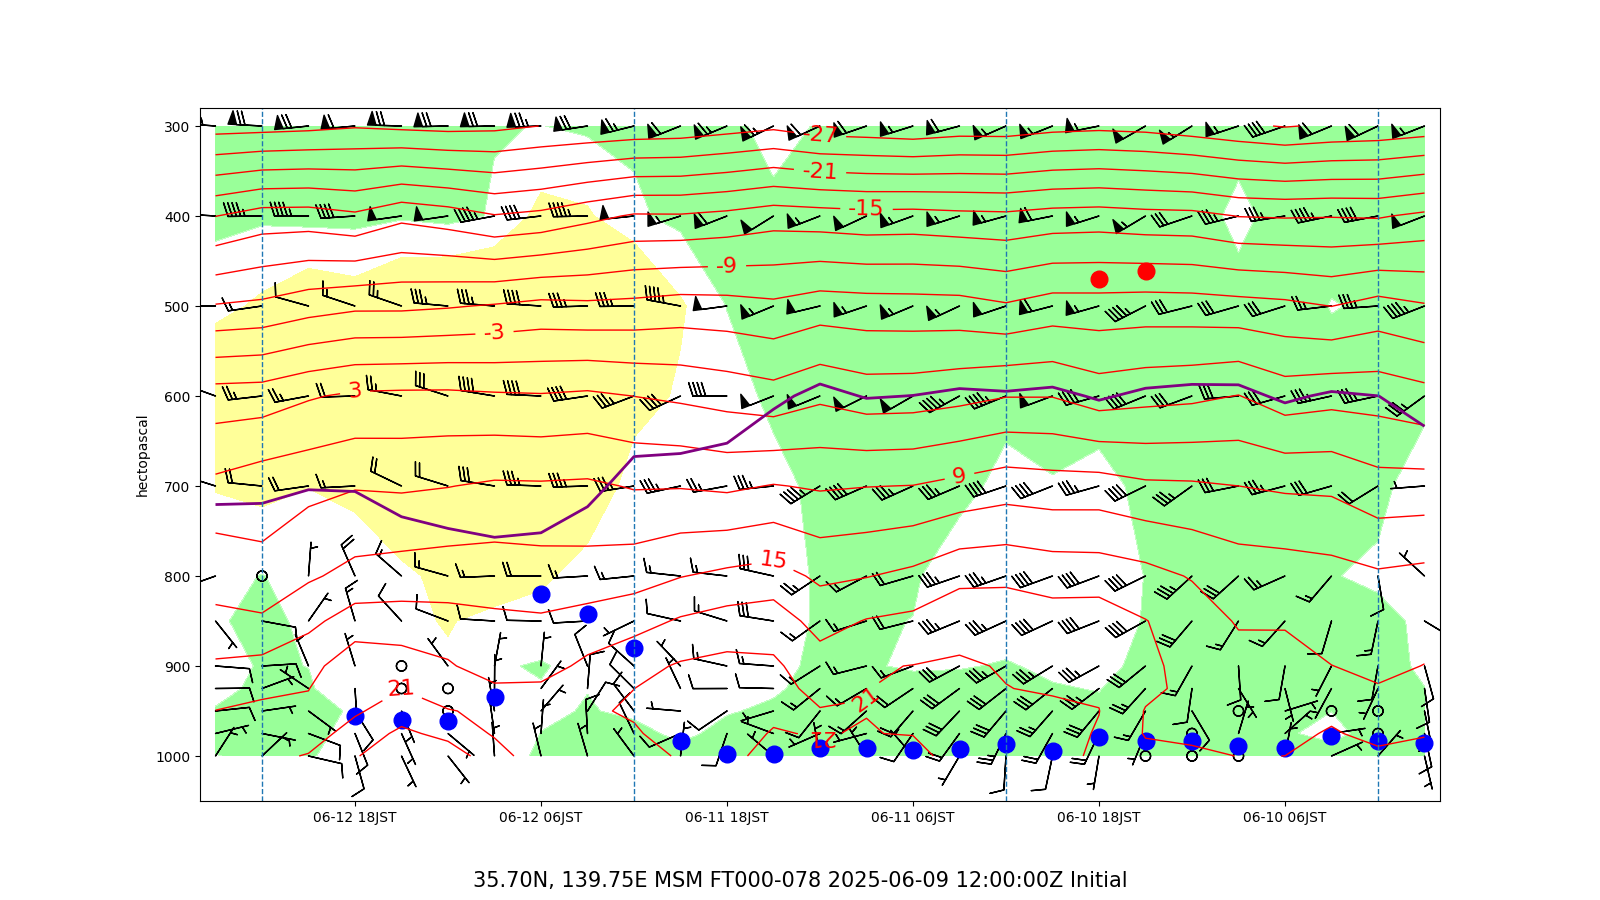 300
400
500
600
700
800
900
1000
hectopascal
-27
-21
-15
-9
-3
3
9
15
21
21
21
06-12 18JST
06-12 06JST
06-11 18JST
06-11 06JST
06-10 18JST
06-10 06JST
35.70N, 139.75E MSM FT000-078 2025-06-09 12:00:00Z Initial